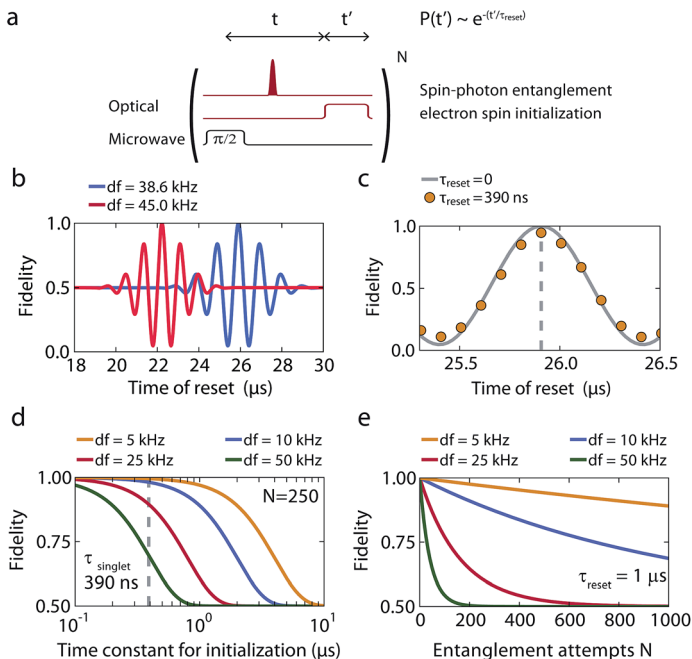 a
t
t'
P(t') ~ e-(t'/τreset)
N
Spin-photon entanglement
Optical
electron spin initialization
Microwave
π/2
b
df = 38.6 kHz
df = 45.0 kHz
Fidelity
1.0
0.5
0.0
18 20 22 24 26 28 30
Time of reset (μs)
c
τreset = 0
τreset = 390 ns
Fidelity
1.0
0.5
0.0
25.5 26.0 26.5
Time of reset (μs)
d
df = 5 kHz df = 10 kHz
df = 25 kHz df = 50 kHz
Fidelity
1.00
0.75
0.50
N=250
τ singlet
390 ns
10-1 100 101
Time constant for initialization (μs)
e
df = 5 kHz df = 10 kHz
df = 25 kHz df = 50 kHz
Fidelity
1.00
0.75
0.50
τreset = 1 μs
0 200 400 600 800 1000
Entanglement attempts N